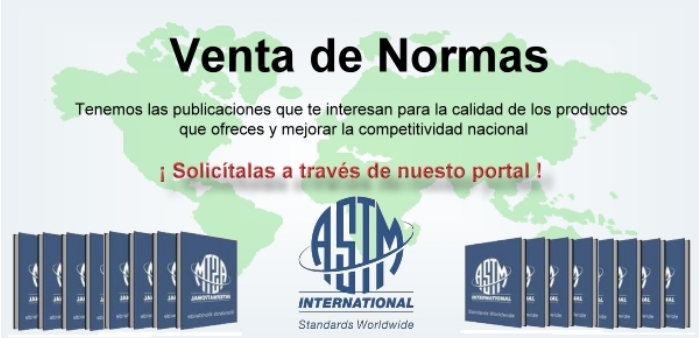 Venta de Normas
Tenemos las publicaciones que te interesan para la calidad de los productos
que ofreces y mejorar la competitividad nacional
¡ Solicítalas a través de nuesto portal !
ASTM
INTERNATIONAL
Standards Worldwide
ASTM